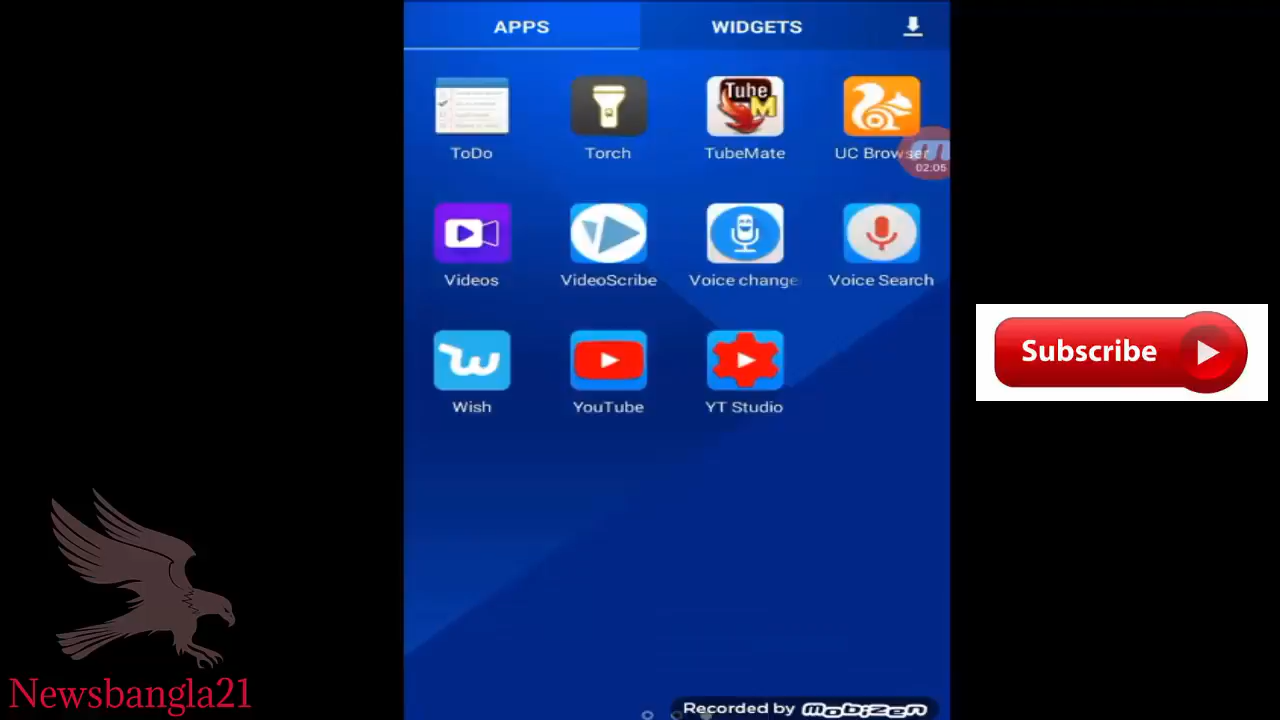 APPS WIDGETS
Tube
M
ToDo Torch TubeMate UC Browser
02:05
Videos VideoScribe Voice change Voice Search
Subscribe
Wish YouTube YT Studio
Newsbangla21
Recorded by mobizen